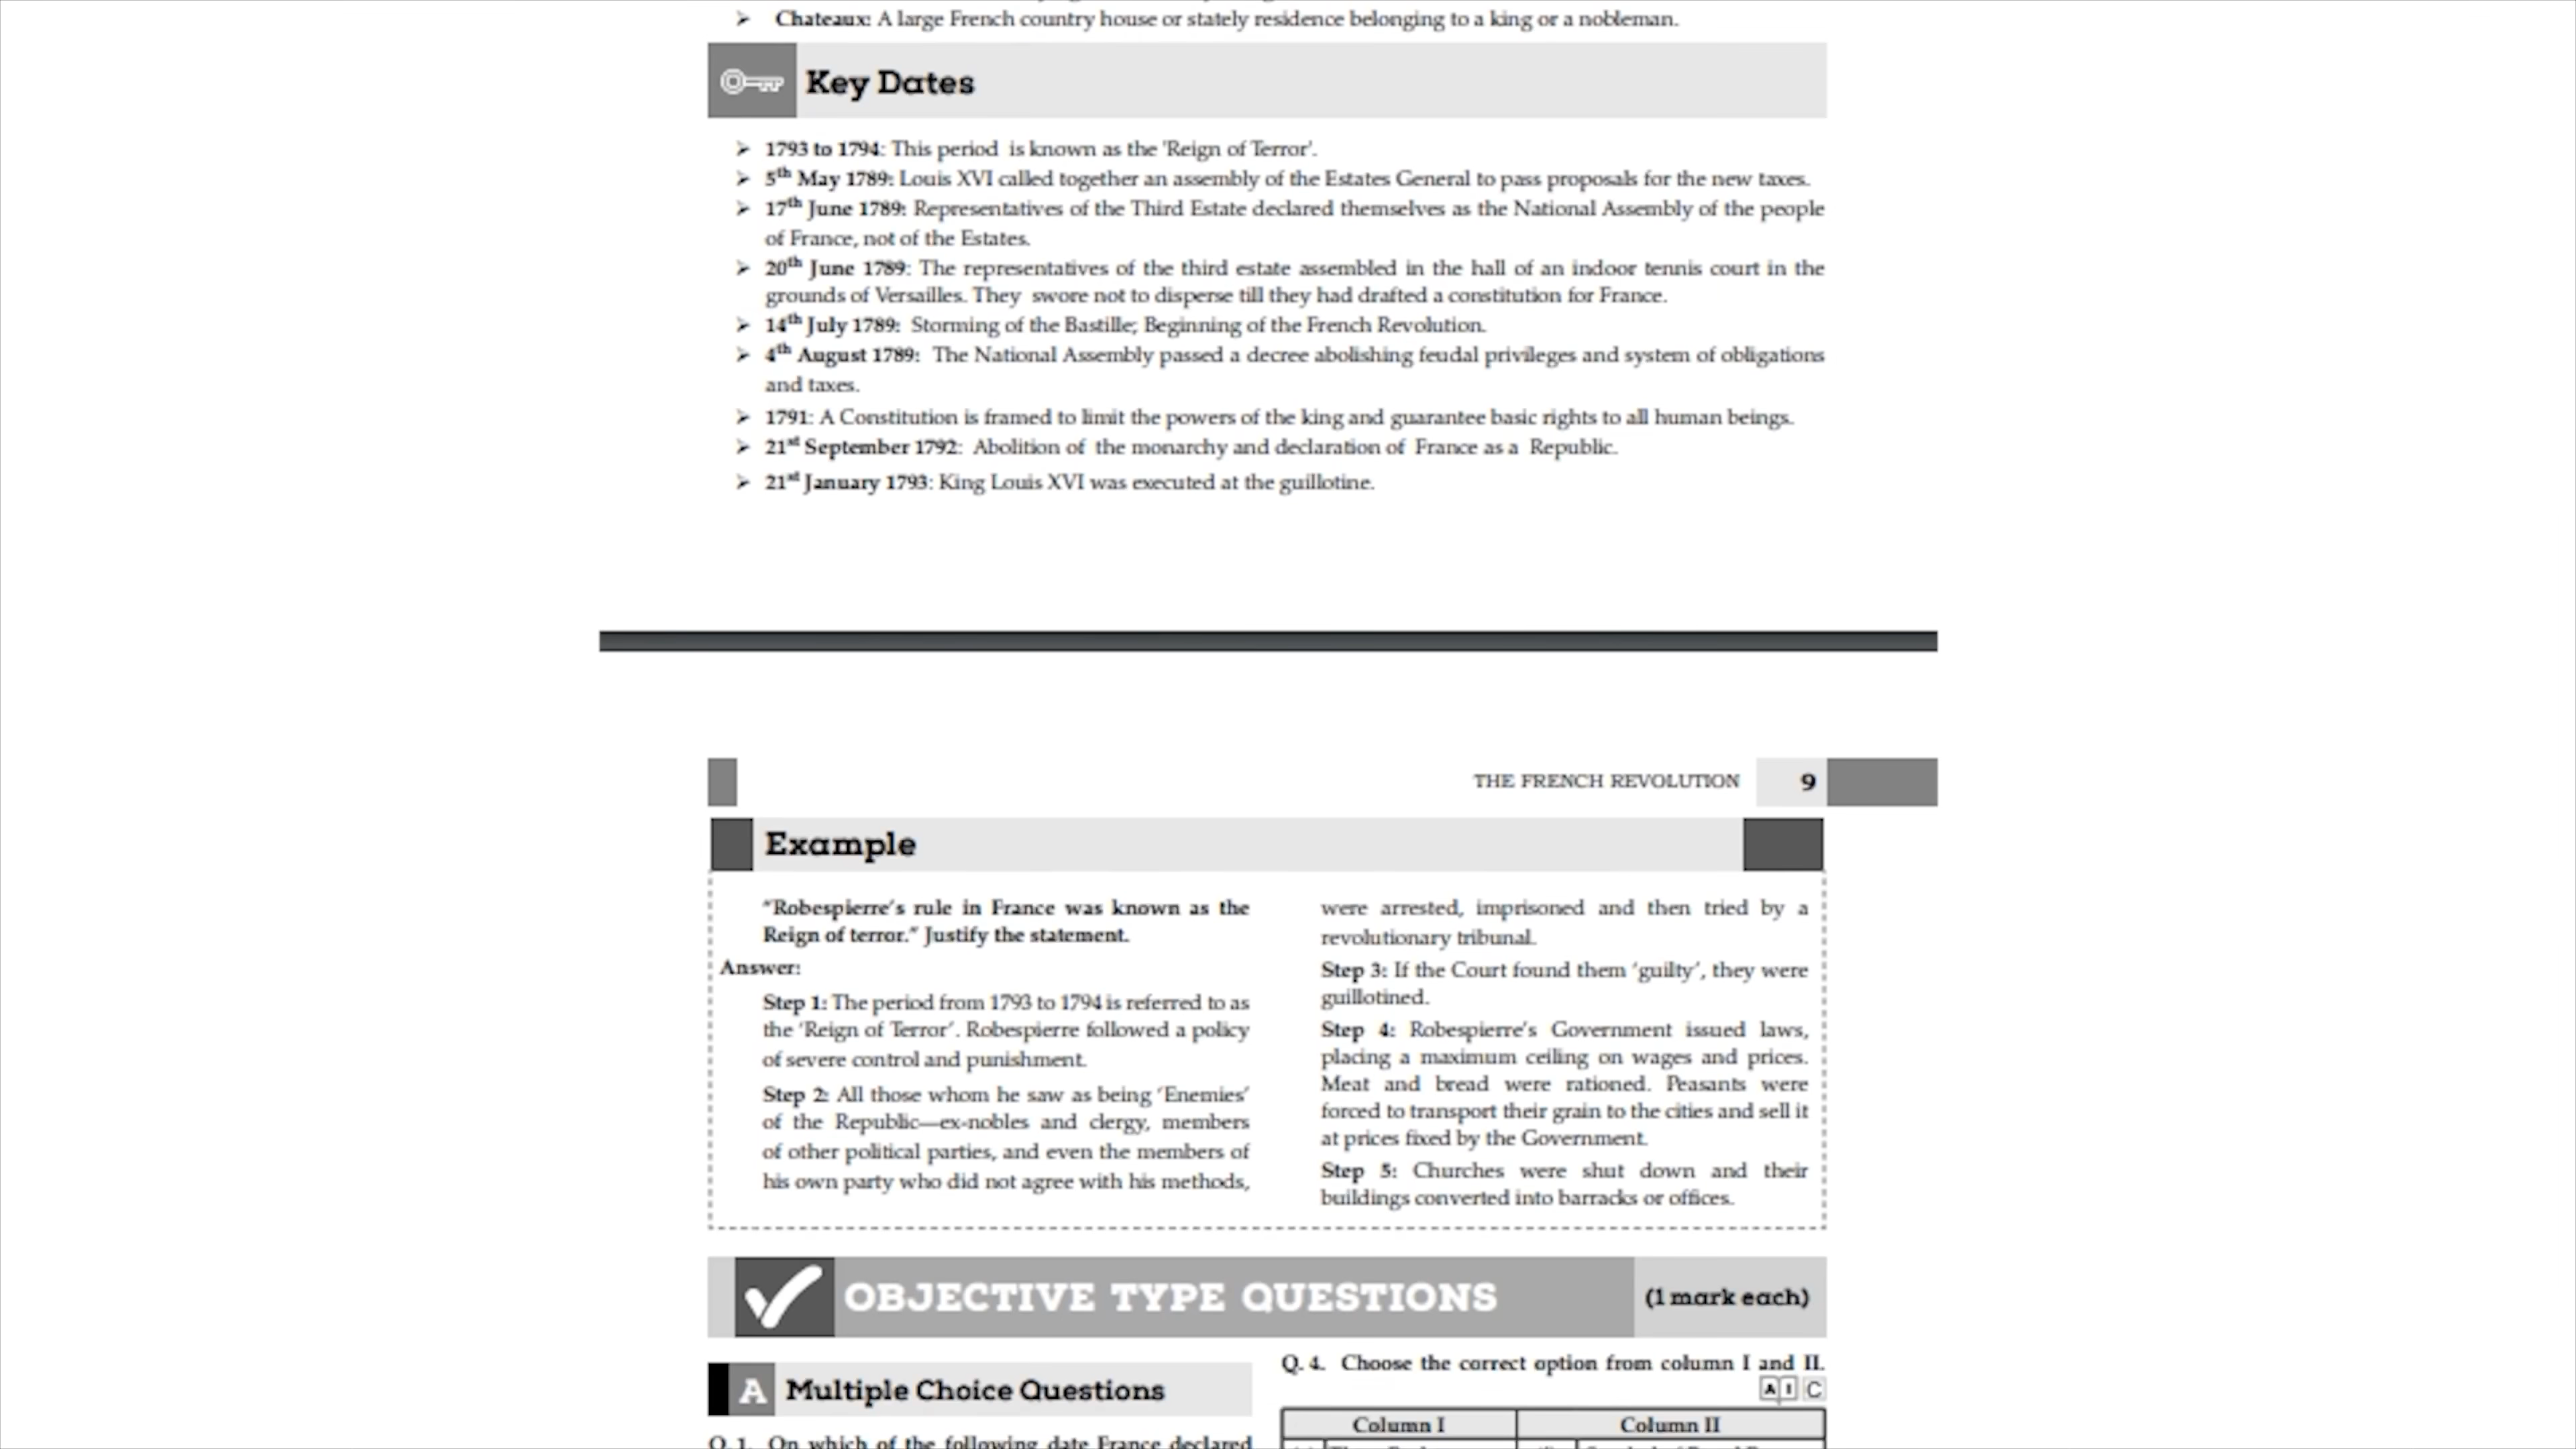 ➢ Chateaux: A large French country house or stately residence belonging to a king or a nobleman.
Key Dates
➢ 1793 to 1794: This period is known as the 'Reign of Terror'.
➢ 5th May 1789: Louis XVI called together an assembly of the Estates General to pass proposals for the new taxes.
➢ 17th June 1789: Representatives of the Third Estate declared themselves as the National Assembly of the people
of France, not of the Estates.
➢ 20th June 1789: The representatives of the third estate assembled in the hall of an indoor tennis court in the
grounds of Versailles. They swore not to disperse till they had drafted a constitution for France.
➢ 14th July 1789: Storming of the Bastille; Beginning of the French Revolution.
➢ 4th August 1789: The National Assembly passed a decree abolishing feudal privileges and system of obligations
and taxes.
➢ 1791: A Constitution is framed to limit the powers of the king and guarantee basic rights to all human beings.
➢ 21st September 1792: Abolition of the monarchy and declaration of France as a Republic.
➢ 21st January 1793: King Louis XVI was executed at the guillotine.
THE FRENCH REVOLUTION 9
Example
"Robespierre's rule in France was known as the
Reign of terror." Justify the statement.
Answer:
Step 1: The period from 1793 to 1794 is referred to as
the 'Reign of Terror'. Robespierre followed a policy
of severe control and punishment.
Step 2: All those whom he saw as being 'Enemies'
of the Republic—ex-nobles and clergy, members
of other political parties, and even the members of
his own party who did not agree with his methods,
were arrested, imprisoned and then tried by a
revolutionary tribunal.
Step 3: If the Court found them 'guilty', they were
guillotined.
Step 4: Robespierre's Government issued laws,
placing a maximum ceiling on wages and prices.
Meat and bread were rationed. Peasants were
forced to transport their grain to the cities and sell it
at prices fixed by the Government.
Step 5: Churches were shut down and their
buildings converted into barracks or offices.
OBJECTIVE TYPE QUESTIONS (1 mark each)
A Multiple Choice Questions
Q. 1. On which of the following date France declared
Q. 4. Choose the correct option from column I and II.
A I C
Column I Column II